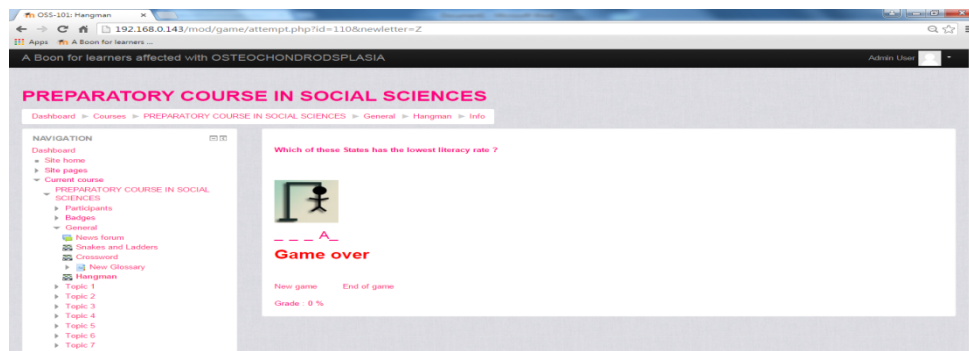 OSS-101: Hangman
192.168.0.143/mod/game/attempt.php?id=110&newletter=Z
Apps A Boon for learners ...
A Boon for learners affected with OSTEOCHONDRODSPLASIA Admin User
PREPARATORY COURSE IN SOCIAL SCIENCES
Dashboard Courses PREPARATORY COURSE IN SOCIAL SCIENCES General Hangman Info
NAVIGATION
Dashboard
Site home
Site pages
Current course
PREPARATORY COURSE IN SOCIAL
SCIENCES
Participants
Badges
General
News forum
Snakes and Ladders
Crossword
New Glossary
Hangman
Topic 1
Topic 2
Topic 3
Topic 4
Topic 5
Topic 6
Topic 7
Which of these States has the lowest literacy rate ?
_ _ _ A_
Game over
New game End of game
Grade : 0 %